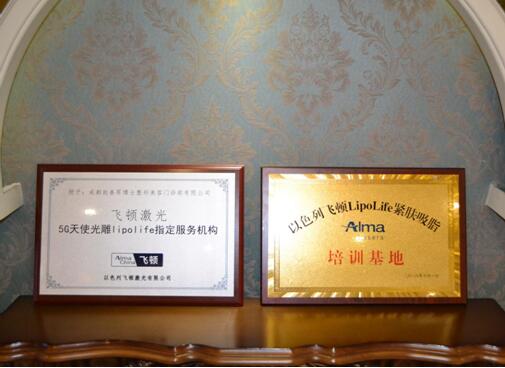 授予：成都航善军博士整形美容门诊部有限公司
飞顿激光
5G天使光雕lipolife指定服务机构
Alma China 飞顿
以色列飞顿激光有限公司
以色列飞顿LipoLife紧肤吸脂
Alma
培训基地